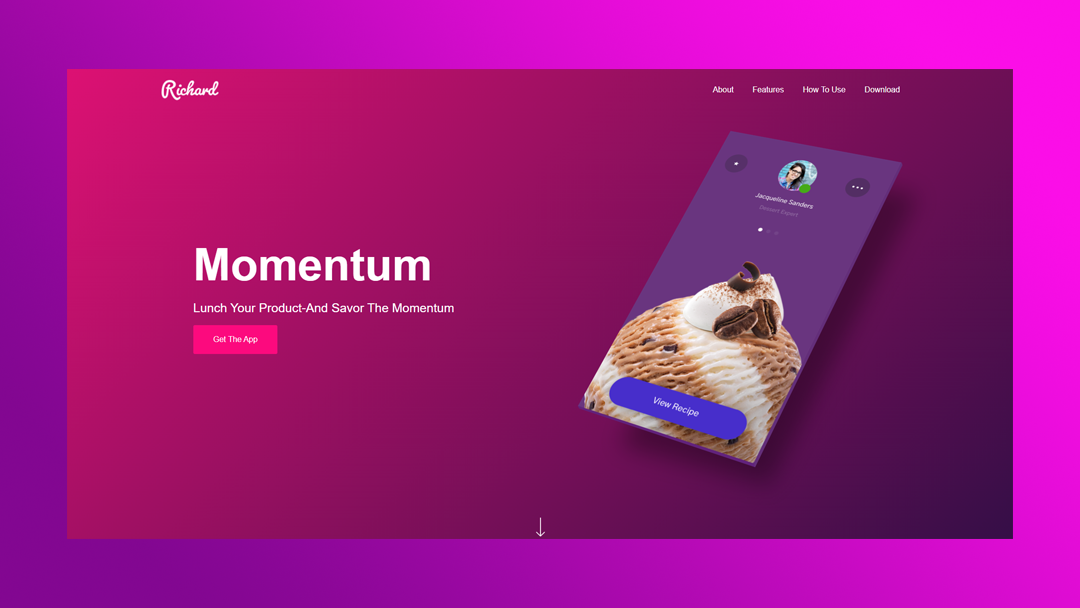 Richard
About Features How To Use Download
Jacqueline Sanders
Dessert Expert
Momentum
Lunch Your Product-And Savor The Momentum
Get The App
View Recipe